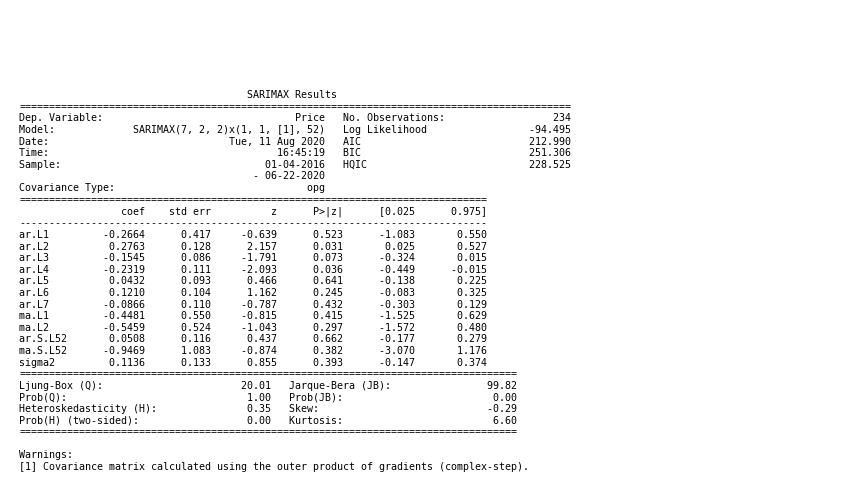 SARIMAX Results
============================================================================================
Dep. Variable:                                Price   No. Observations:                  234
Model:             SARIMAX(7, 2, 2)x(1, 1, [1], 52)   Log Likelihood                 -94.495
Date:                              Tue, 11 Aug 2020   AIC                            212.990
Time:                                      16:45:19   BIC                            251.306
Sample:                                  01-04-2016   HQIC                           228.525
                                       - 06-22-2020
Covariance Type:                                opg
==============================================================================
                 coef    std err          z      P>|z|      [0.025      0.975]
------------------------------------------------------------------------------
ar.L1         -0.2664      0.417     -0.639      0.523      -1.083       0.550
ar.L2          0.2763      0.128      2.157      0.031       0.025       0.527
ar.L3         -0.1545      0.086     -1.791      0.073      -0.324       0.015
ar.L4         -0.2319      0.111     -2.093      0.036      -0.449      -0.015
ar.L5          0.0432      0.093      0.466      0.641      -0.138       0.225
ar.L6          0.1210      0.104      1.162      0.245      -0.083       0.325
ar.L7         -0.0866      0.110     -0.787      0.432      -0.303       0.129
ma.L1         -0.4481      0.550     -0.815      0.415      -1.525       0.629
ma.L2         -0.5459      0.524     -1.043      0.297      -1.572       0.480
ar.S.L52       0.0508      0.116      0.437      0.662      -0.177       0.279
ma.S.L52      -0.9469      1.083     -0.874      0.382      -3.070       1.176
sigma2         0.1136      0.133      0.855      0.393      -0.147       0.374
===================================================================================
Ljung-Box (Q):                       20.01   Jarque-Bera (JB):                99.82
Prob(Q):                              1.00   Prob(JB):                         0.00
Heteroskedasticity (H):               0.35   Skew:                            -0.29
Prob(H) (two-sided):                  0.00   Kurtosis:                         6.60
===================================================================================

Warnings:
[1] Covariance matrix calculated using the outer product of gradients (complex-step).